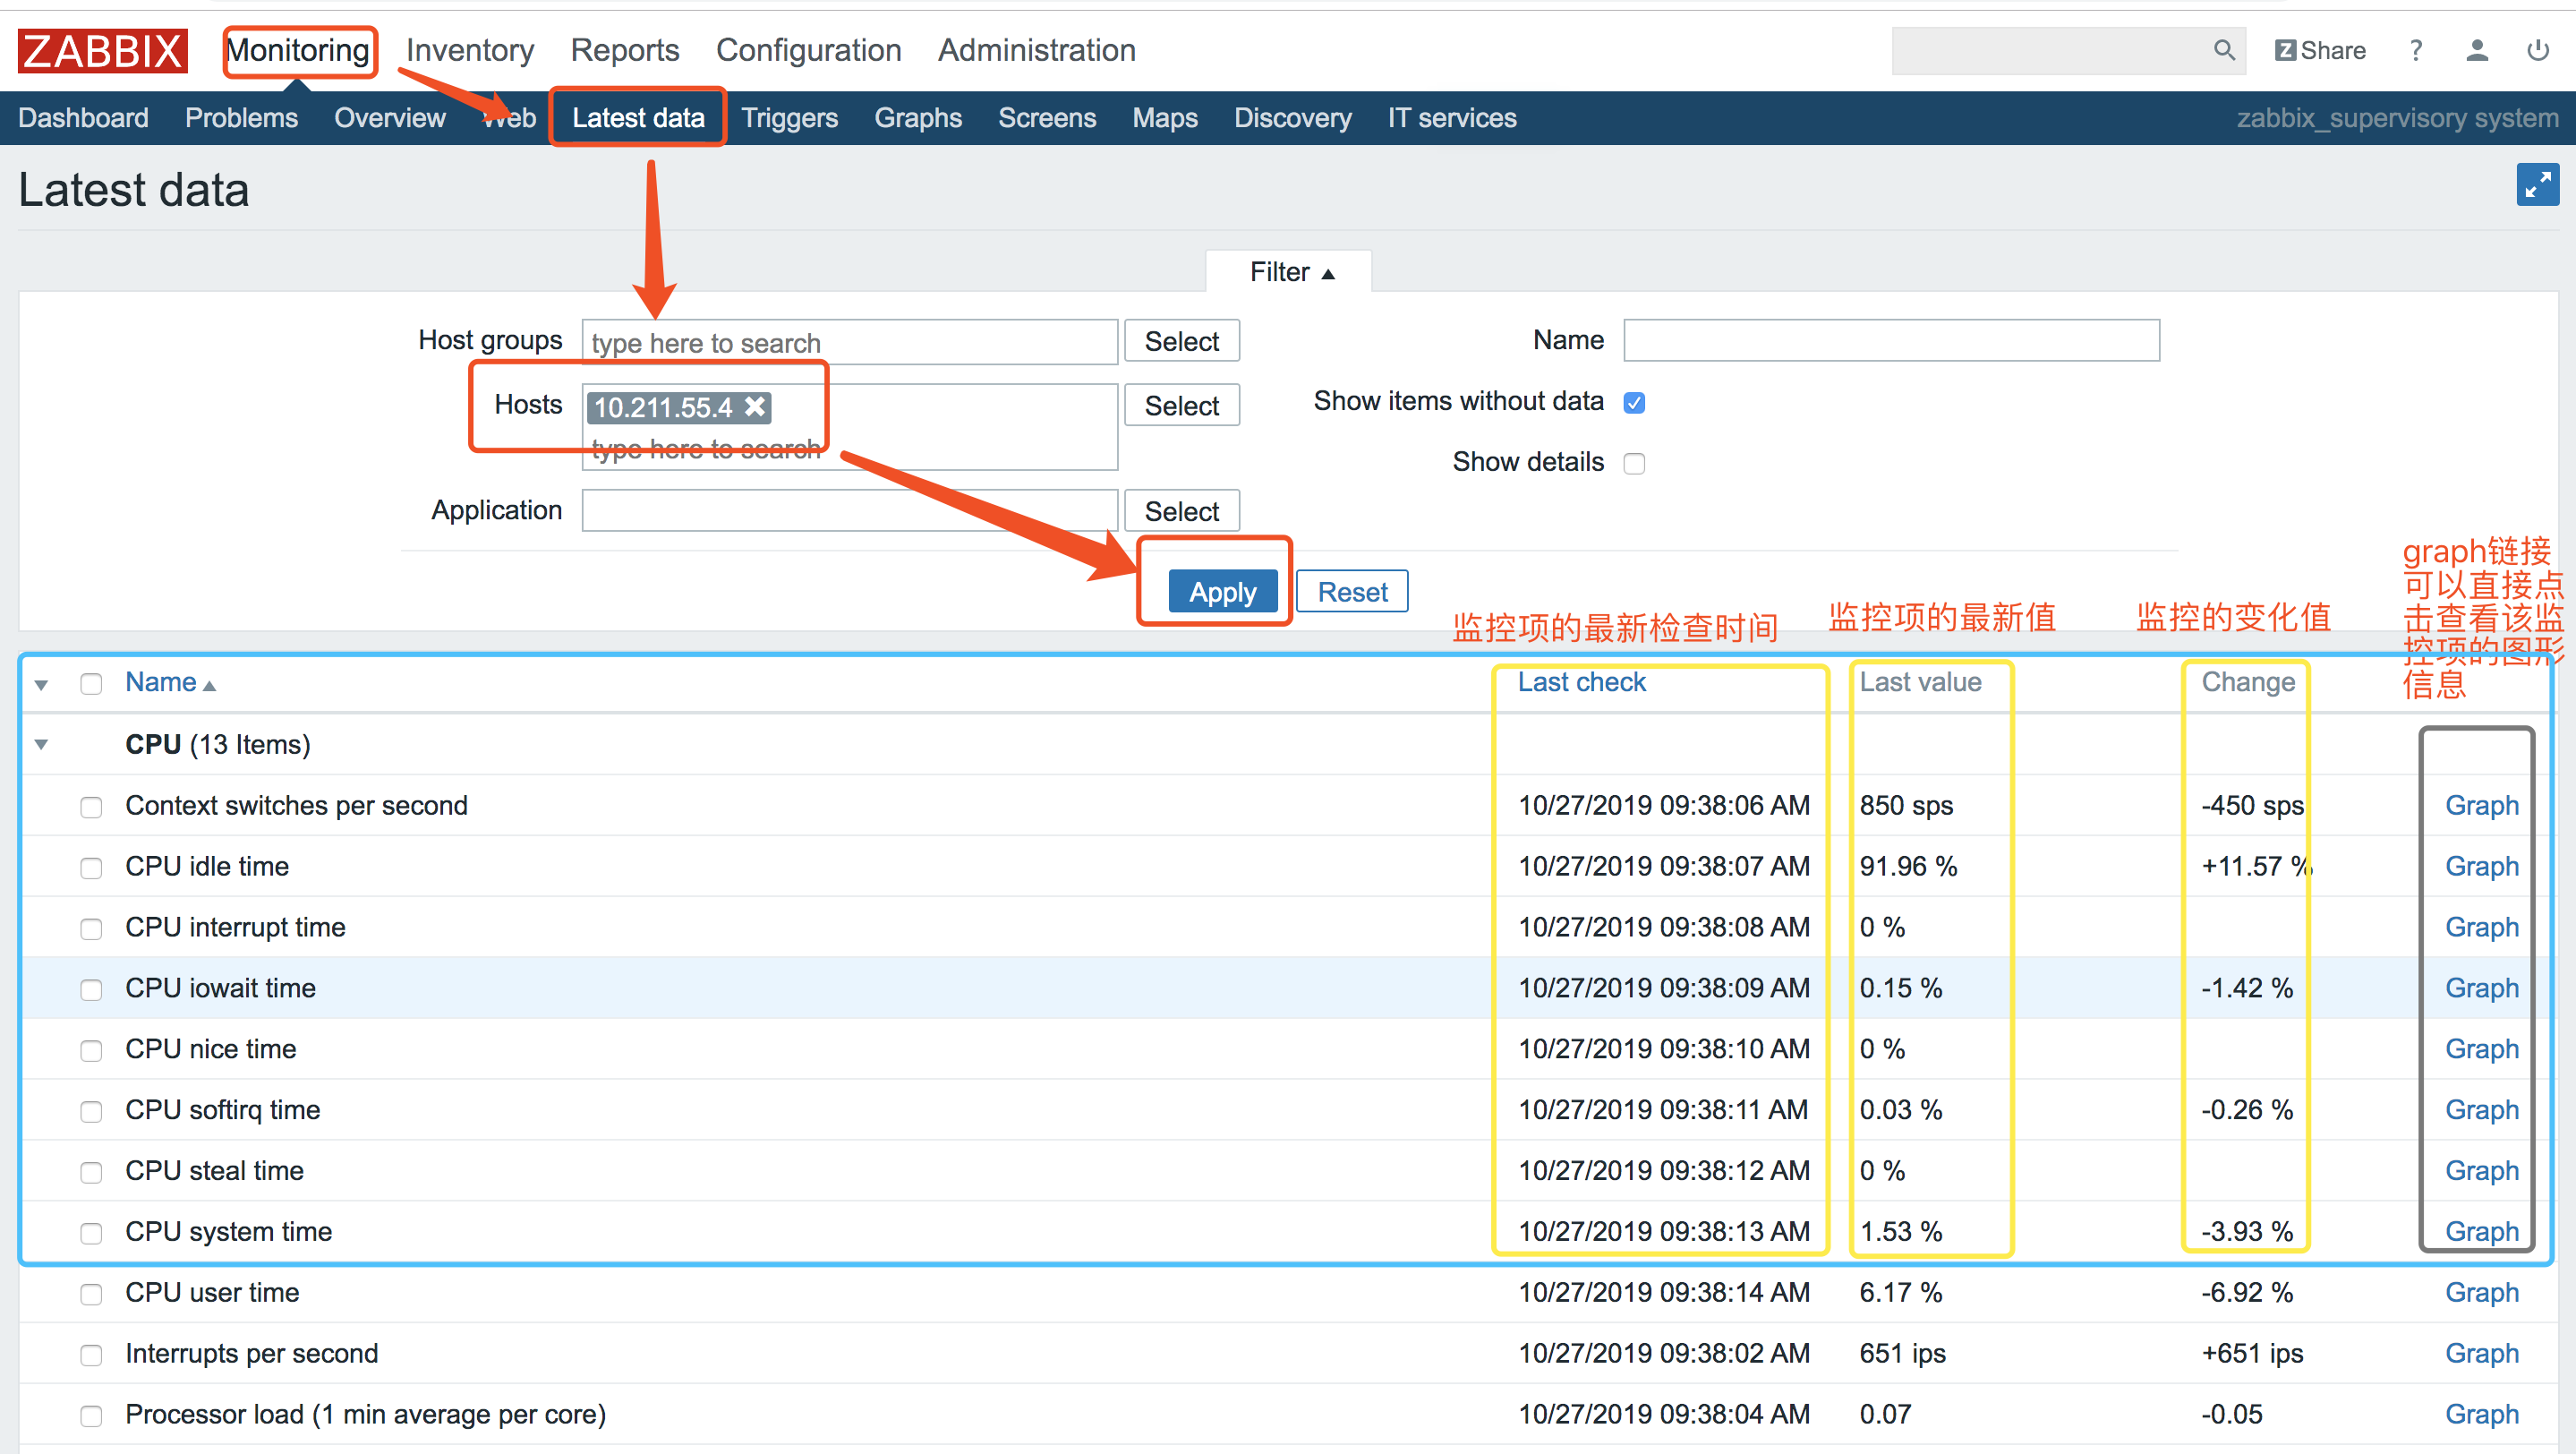 ZABBIX Monitoring Inventory Reports Configuration Administration Share ?
Dashboard Problems Overview Web Latest data Triggers Graphs Screens Maps Discovery IT services zabbix_supervisory system
Latest data
Filter
Host groups type here to search Select Name
Hosts 10.211.55.4 Select Show items without data
type here to search
Show details
Application Select
Apply Reset
监控项的最新检查时间
监控项的最新值
监控的变化值
graph链接
可以直接点
击查看该监
控项的图形
信息
Name Last check Last value Change
CPU (13 Items)
Context switches per second 10/27/2019 09:38:06 AM 850 sps -450 sps Graph
CPU idle time 10/27/2019 09:38:07 AM 91.96 % +11.57 % Graph
CPU interrupt time 10/27/2019 09:38:08 AM 0 % Graph
CPU iowait time 10/27/2019 09:38:09 AM 0.15 % -1.42 % Graph
CPU nice time 10/27/2019 09:38:10 AM 0 % Graph
CPU softirq time 10/27/2019 09:38:11 AM 0.03 % -0.26 % Graph
CPU steal time 10/27/2019 09:38:12 AM 0 % Graph
CPU system time 10/27/2019 09:38:13 AM 1.53 % -3.93 % Graph
CPU user time 10/27/2019 09:38:14 AM 6.17 % -6.92 % Graph
Interrupts per second 10/27/2019 09:38:02 AM 651 ips +651 ips Graph
Processor load (1 min average per core) 10/27/2019 09:38:04 AM 0.07 -0.05 Graph